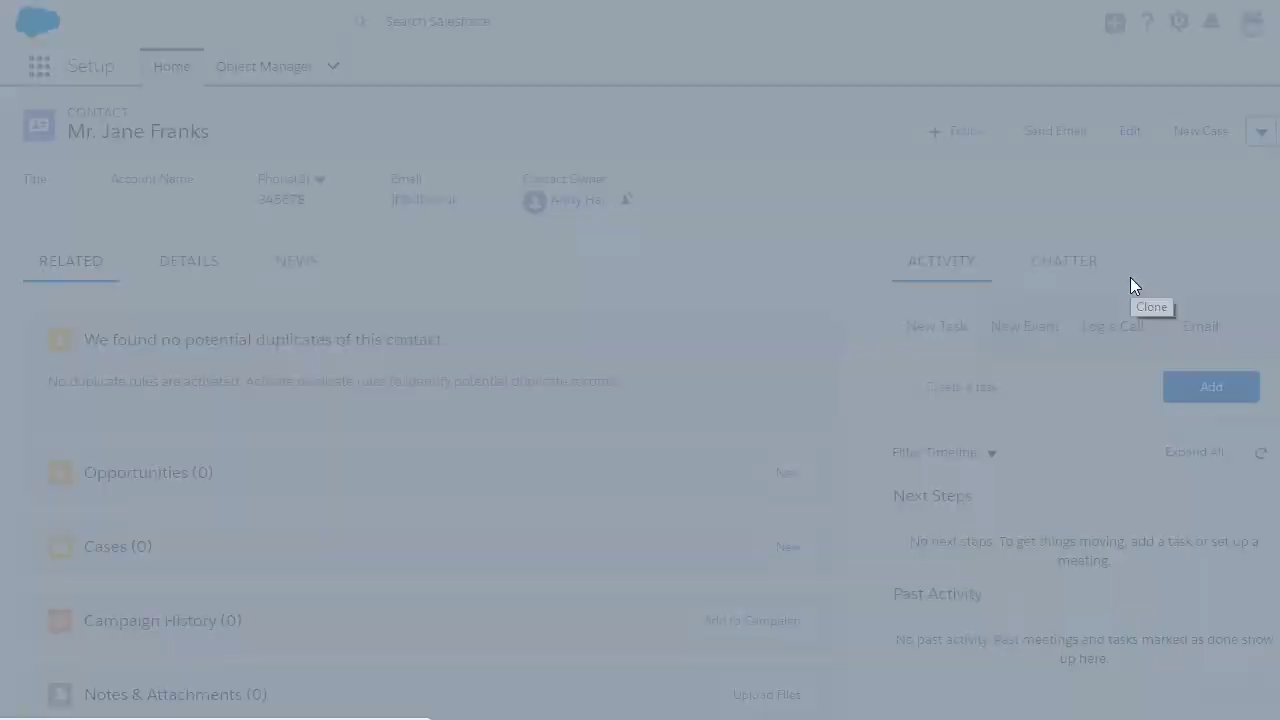 Search Salesforce
Setup
Home
Object Manager
CONTACT
Mr. Jane Franks
Send Email
Edit
New Case
Title
Account Name
Phone(2)
Email
Contact Owner
345678
Andy
RELATED
DETAILS
NEWS
ACTIVITY
CHATTER
Clone
We found no potential duplicates of this contact.
No duplicate rules are activated. Activate duplicate rules to identify potential duplicate records.
New Task
New Event
Log a Call
Email
Create a task
Add
Filter Timeline
Expand All
Next Steps
No next steps. To get things moving, add a task or set up a
meeting.
Past Activity
No past activity. Past meetings and tasks marked as done show
up here.
Opportunities (0)
New
Cases (0)
New
Campaign History (0)
Add to Campaign
Notes & Attachments (0)
Upload Files